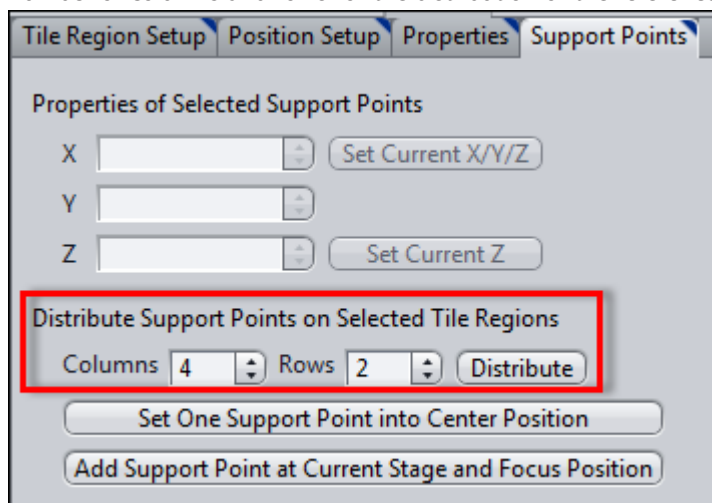 Tile Region Setup Position Setup Properties Support Points
Properties of Selected Support Points
X Set Current X/Y/Z
Y
Z Set Current Z
Distribute Support Points on Selected Tile Regions
Columns 4 Rows 2 Distribute
Set One Support Point into Center Position
Add Support Point at Current Stage and Focus Position